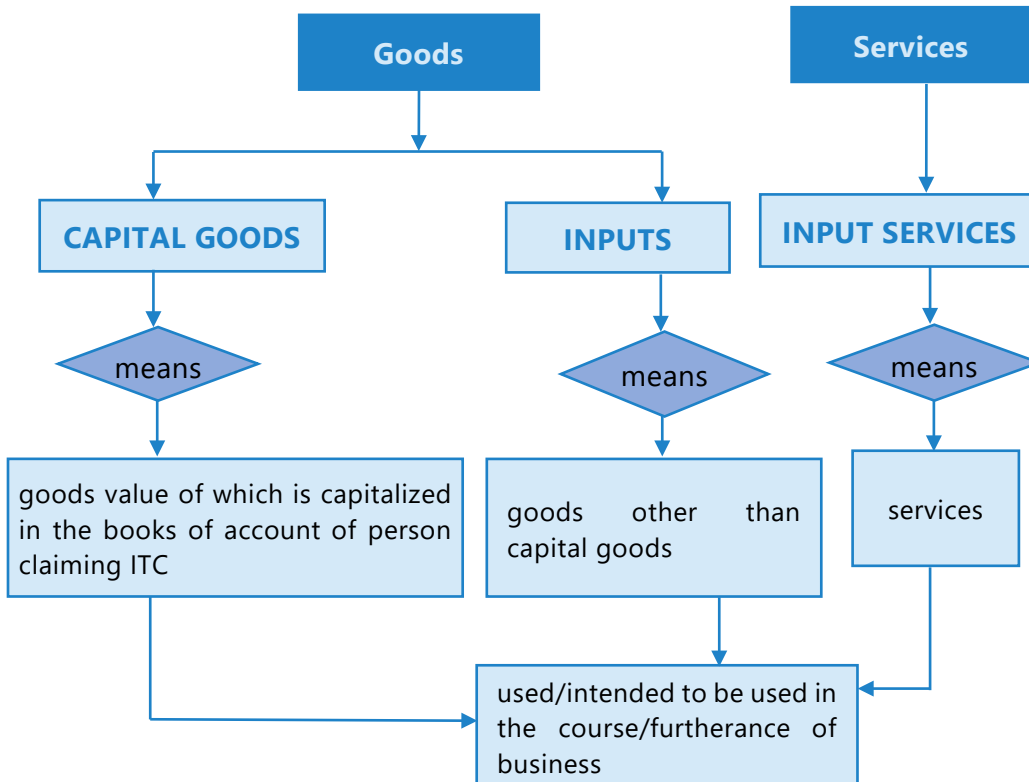 Goods
Services
CAPITAL GOODS
INPUTS
INPUT SERVICES
means
means
means
goods value of which is capitalized
in the books of account of person
claiming ITC
goods other than
capital goods
services
used/intended to be used in
the course/furtherance of
business